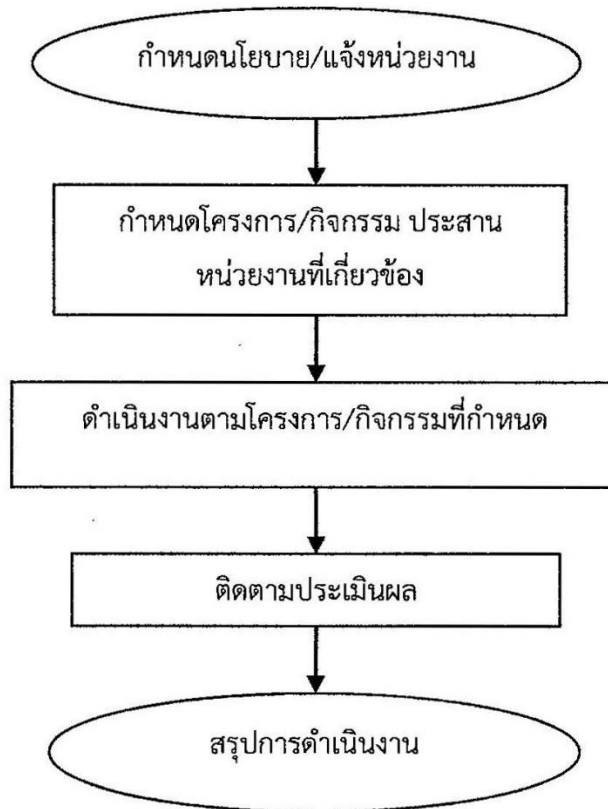 กำหนดนโยบาย/แจ้งหน่วยงาน
กำหนดโครงการ/กิจกรรม ประสาน
หน่วยงานที่เกี่ยวข้อง
ดำเนินงานตามโครงการ/กิจกรรมที่กำหนด
ติดตามประเมินผล
สรุปการดำเนินงาน